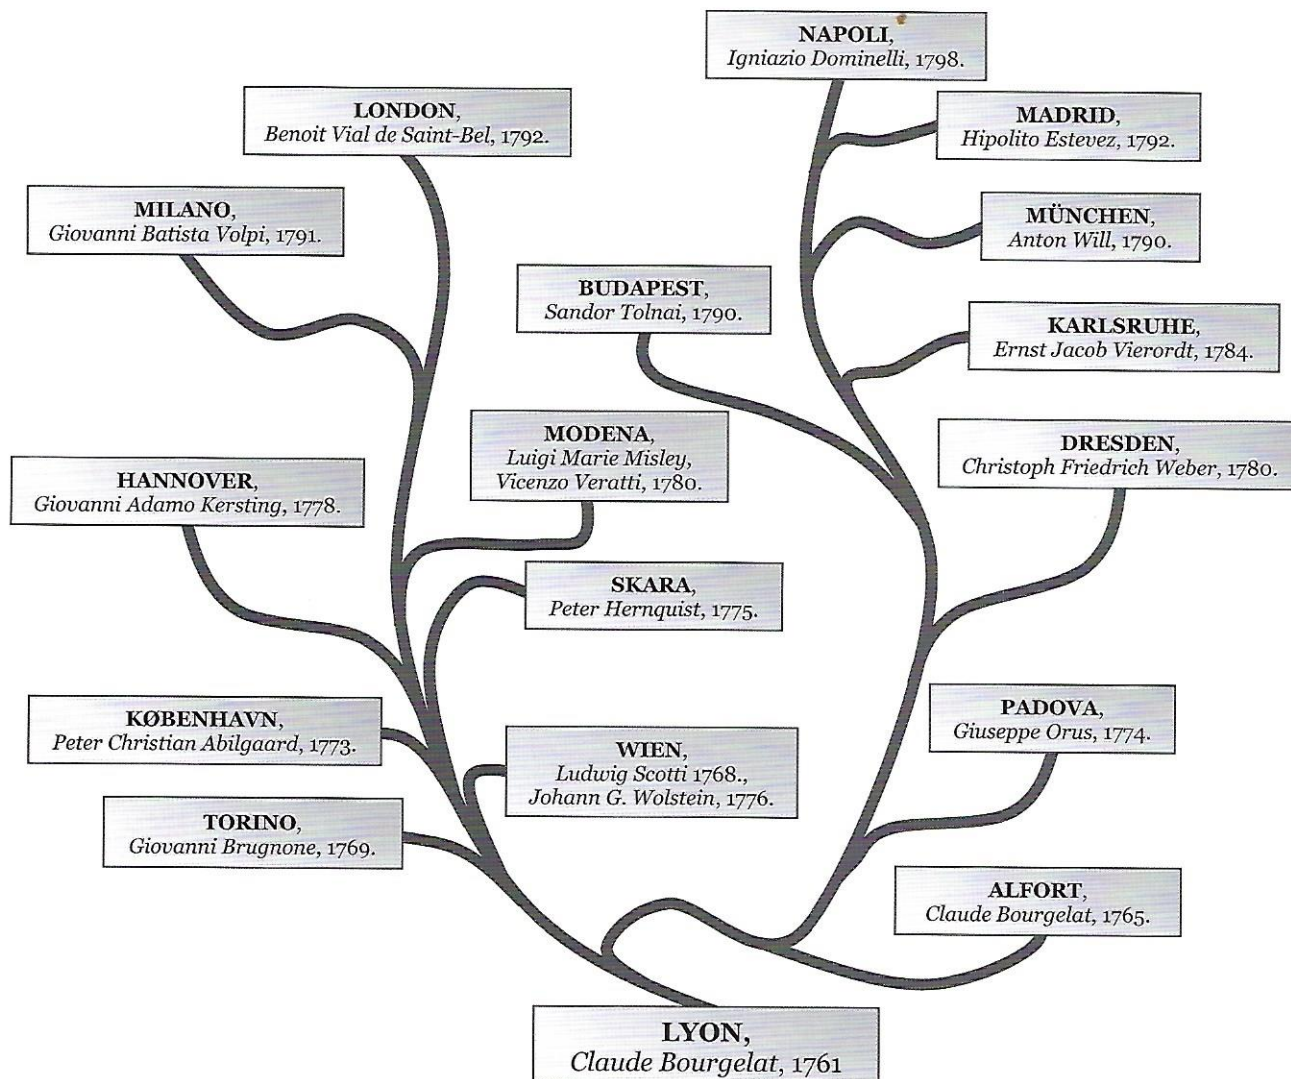 NAPOLI,
Igniazio Dominelli, 1798.
LONDON,
Benoit Vial de Saint-Bel, 1792.
MADRID,
Hipolito Estevez, 1792.
MILANO,
Giovanni Batista Volpi, 1791.
MÜNCHEN,
Anton Will, 1790.
BUDAPEST,
Sandor Tolnai, 1790.
KARLSRUHE,
Ernst Jacob Vierordt, 1784.
MODENA,
Luigi Marie Misley,
Vicenzo Veratti, 1780.
DRESDEN,
Christoph Friedrich Weber, 1780.
HANNOVER,
Giovanni Adamo Kersting, 1778.
SKARA,
Peter Hernquist, 1775.
KØBENHAVN,
Peter Christian Abilgaard, 1773.
PADOVA,
Giuseppe Orus, 1774.
WIEN,
Ludwig Scotti 1768.,
Johann G. Wolstein, 1776.
TORINO,
Giovanni Brugnone, 1769.
ALFORT,
Claude Bourgelat, 1765.
LYON,
Claude Bourgelat, 1761